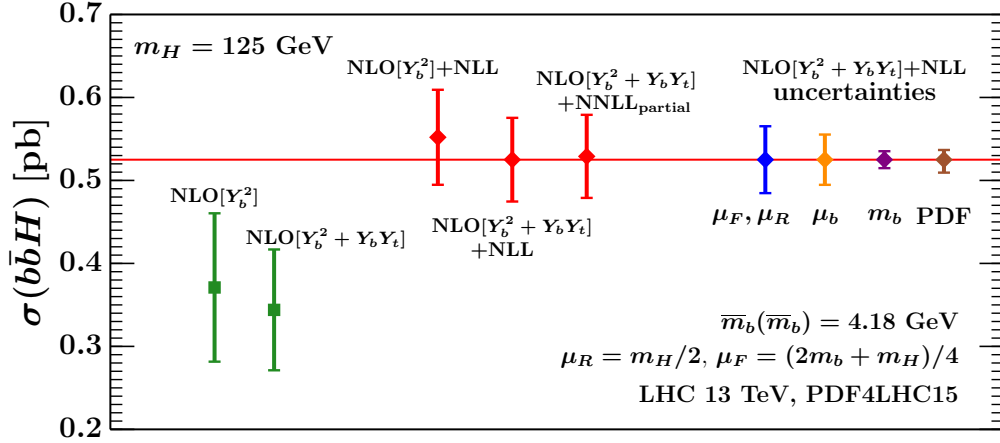 0.7
0.6
0.5
0.4
0.3
0.2
σ(bb̄H) [pb]
m_H = 125 GeV
NLO[Y_b^2]+NLL
NLO[Y_b^2 + Y_bY_t]
+NNLL_partial
NLO[Y_b^2 + Y_bY_t]+NLL
uncertainties
NLO[Y_b^2]
NLO[Y_b^2 + Y_bY_t]
NLO[Y_b^2 + Y_bY_t]
+NLL
μ_F, μ_R μ_b m_b PDF
m̅_b(m̅_b) = 4.18 GeV
μ_R = m_H/2, μ_F = (2m_b + m_H)/4
LHC 13 TeV, PDF4LHC15